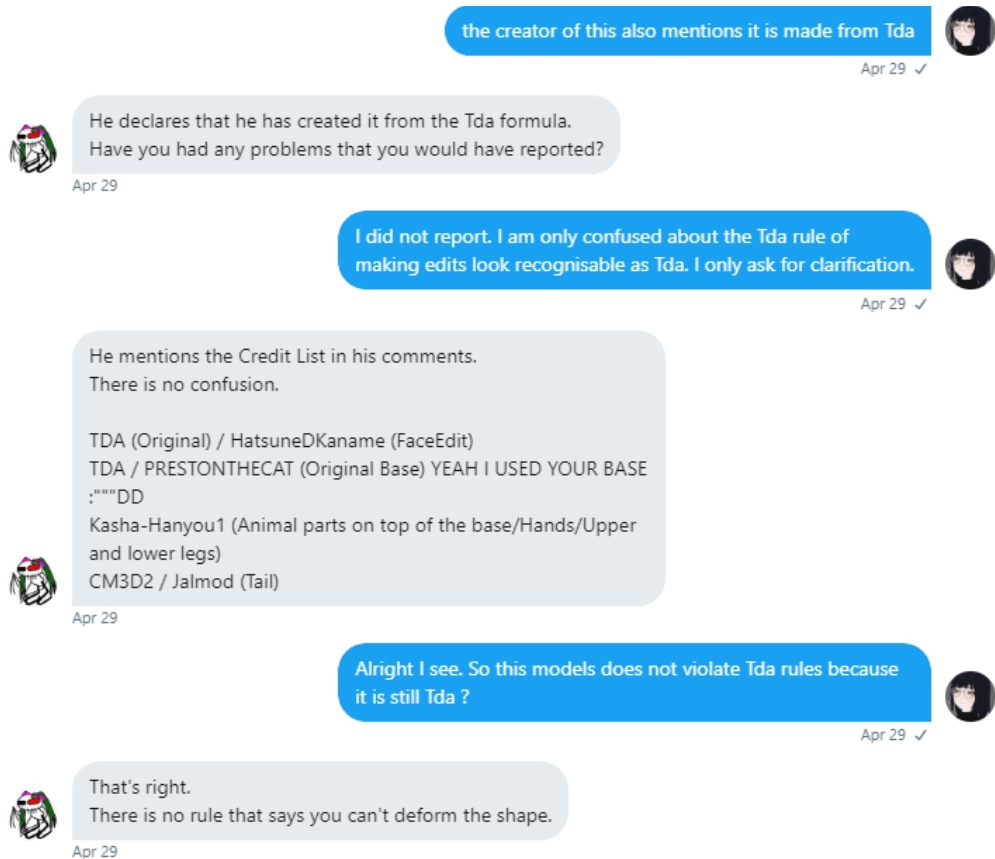 the creator of this also mentions it is made from Tda
Apr 29 ✓
He declares that he has created it from the Tda formula.
Have you had any problems that you would have reported?
Apr 29
I did not report. I am only confused about the Tda rule of
making edits look recognisable as Tda. I only ask for clarification.
Apr 29 ✓
He mentions the Credit List in his comments.
There is no confusion.
TDA (Original) / HatsuneDKaname (FaceEdit)
TDA / PRESTONTHECAT (Original Base) YEAH I USED YOUR BASE
:"""DD
Kasha-Hanyou1 (Animal parts on top of the base/Hands/Upper
and lower legs)
CM3D2 / Jalmod (Tail)
Apr 29
Alright I see. So this models does not violate Tda rules because
it is still Tda ?
Apr 29 ✓
That's right.
There is no rule that says you can't deform the shape.
Apr 29